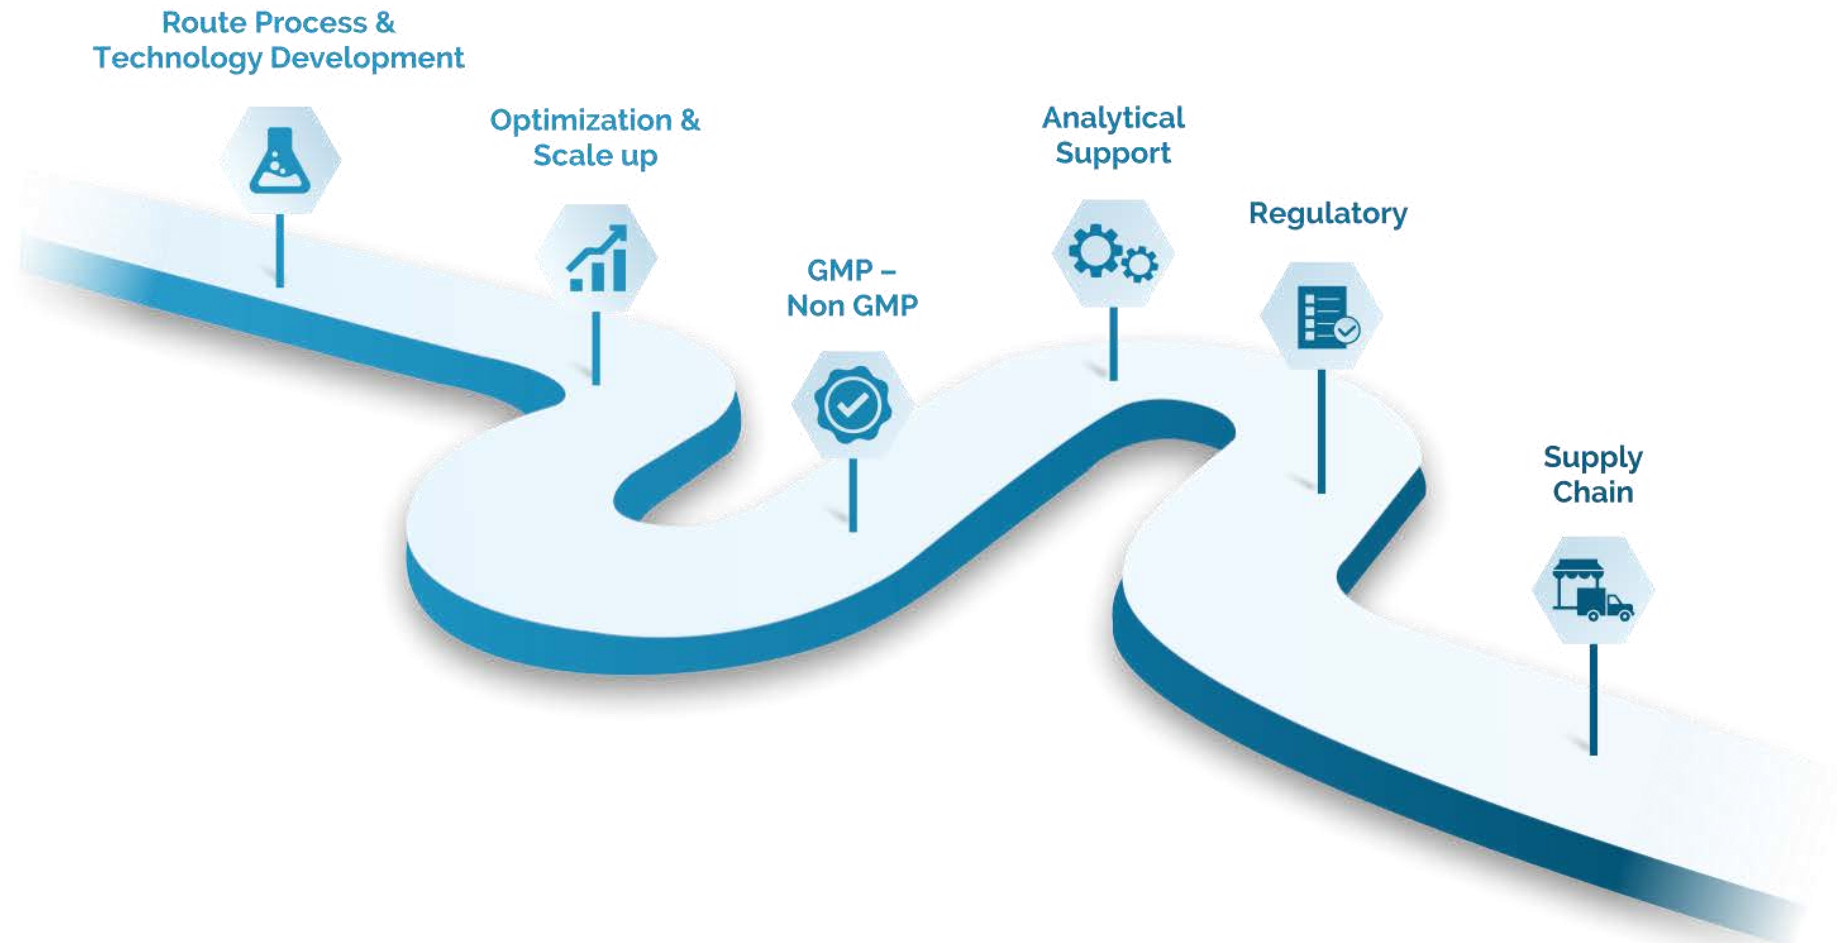 Route Process &
Technology Development
Optimization &
Scale up
GMP –
Non GMP
Analytical
Support
Regulatory
Supply
Chain